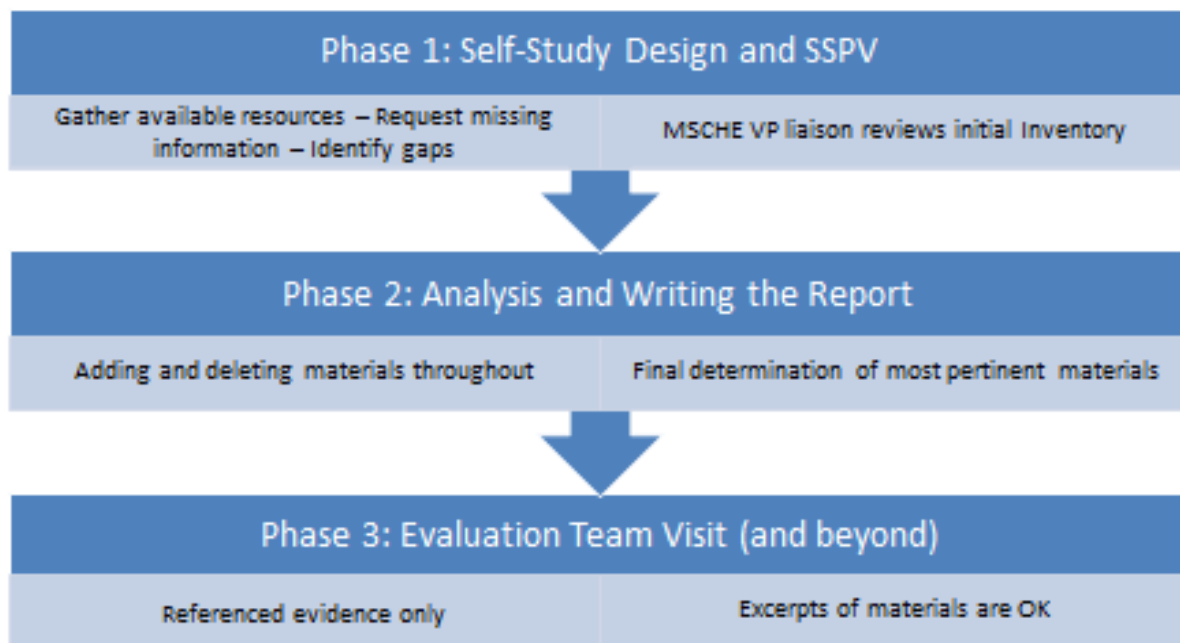 Phase 1: Self-Study Design and SSPV
Gather available resources – Request missing
information – Identify gaps
MSCHE VP liaison reviews initial Inventory
Phase 2: Analysis and Writing the Report
Adding and deleting materials throughout
Final determination of most pertinent materials
Phase 3: Evaluation Team Visit (and beyond)
Referenced evidence only
Excerpts of materials are OK